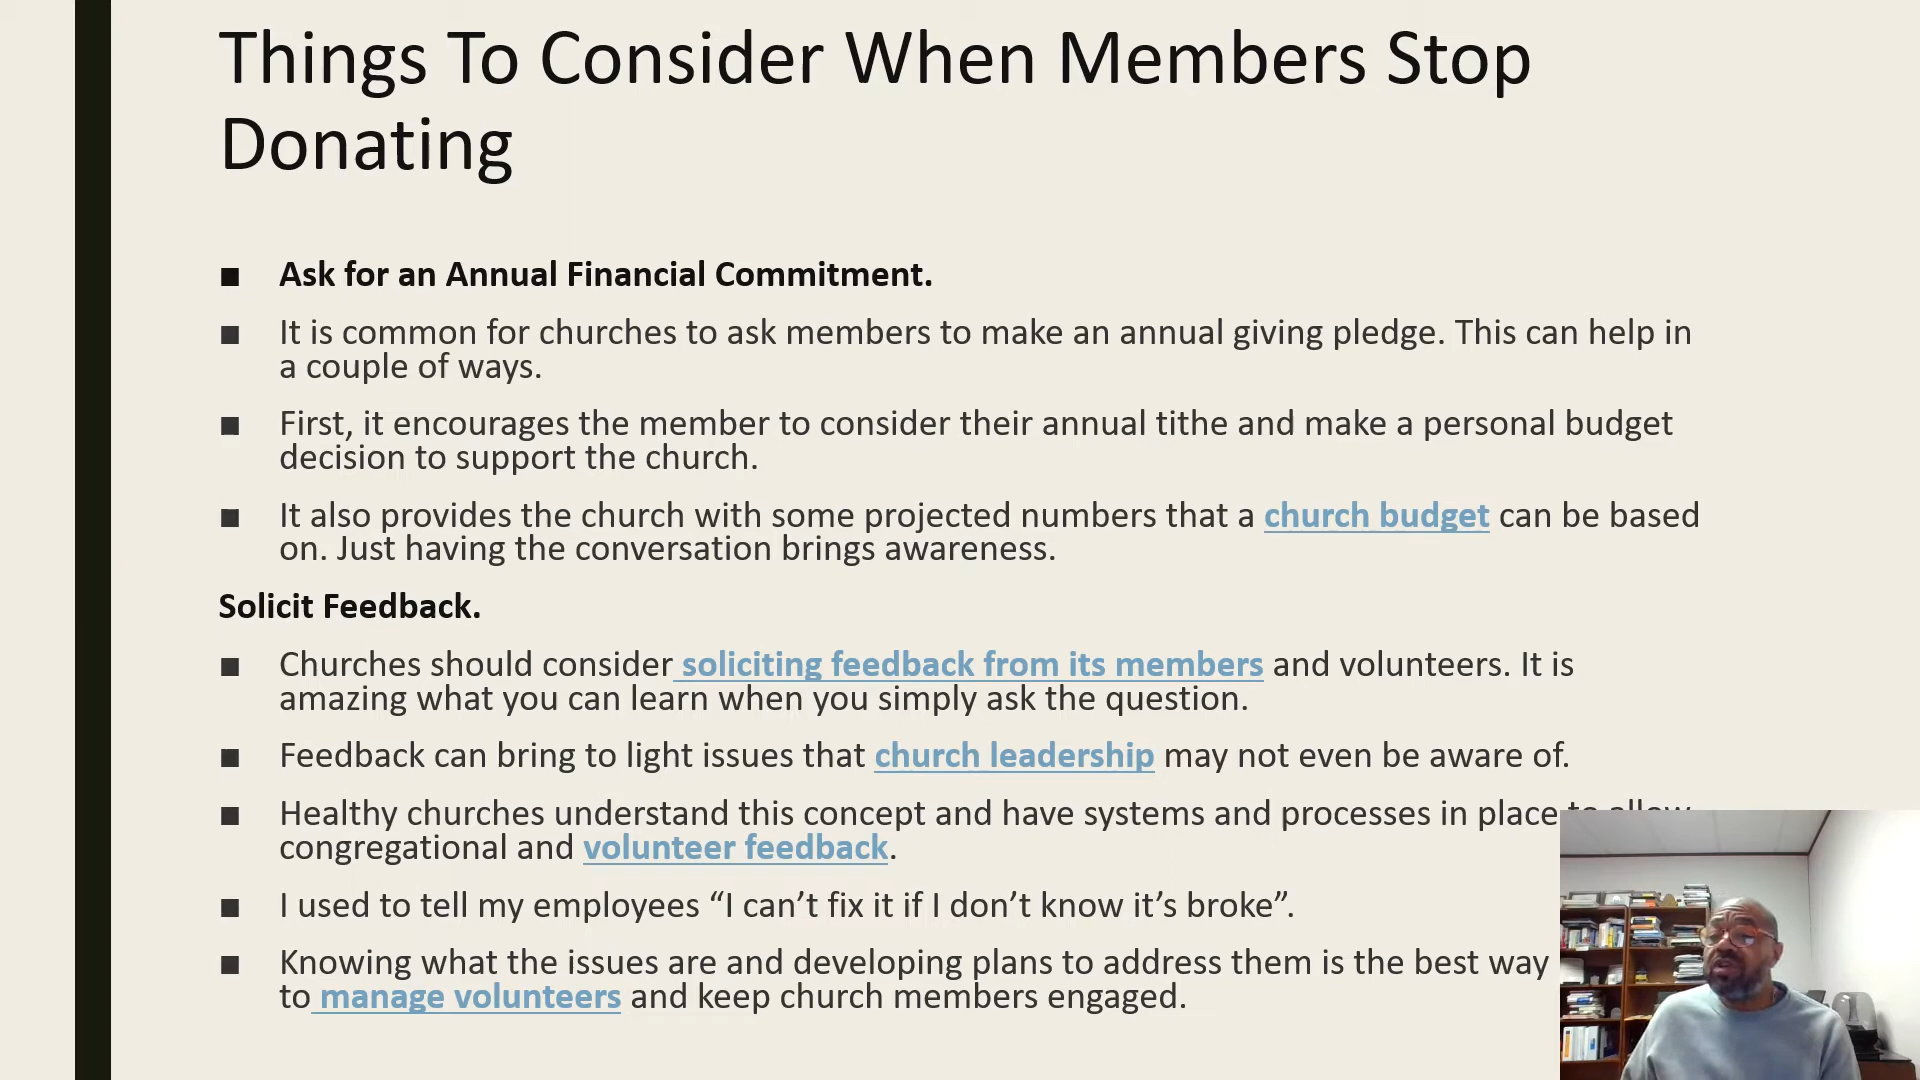 Things To Consider When Members Stop
Donating
■ Ask for an Annual Financial Commitment.
■ It is common for churches to ask members to make an annual giving pledge. This can help in
a couple of ways.
■ First, it encourages the member to consider their annual tithe and make a personal budget
decision to support the church.
■ It also provides the church with some projected numbers that a church budget can be based
on. Just having the conversation brings awareness.
Solicit Feedback.
■ Churches should consider soliciting feedback from its members and volunteers. It is
amazing what you can learn when you simply ask the question.
■ Feedback can bring to light issues that church leadership may not even be aware of.
■ Healthy churches understand this concept and have systems and processes in place to allow
congregational and volunteer feedback.
■ I used to tell my employees “I can’t fix it if I don’t know it’s broke”.
■ Knowing what the issues are and developing plans to address them is the best way
to manage volunteers and keep church members engaged.